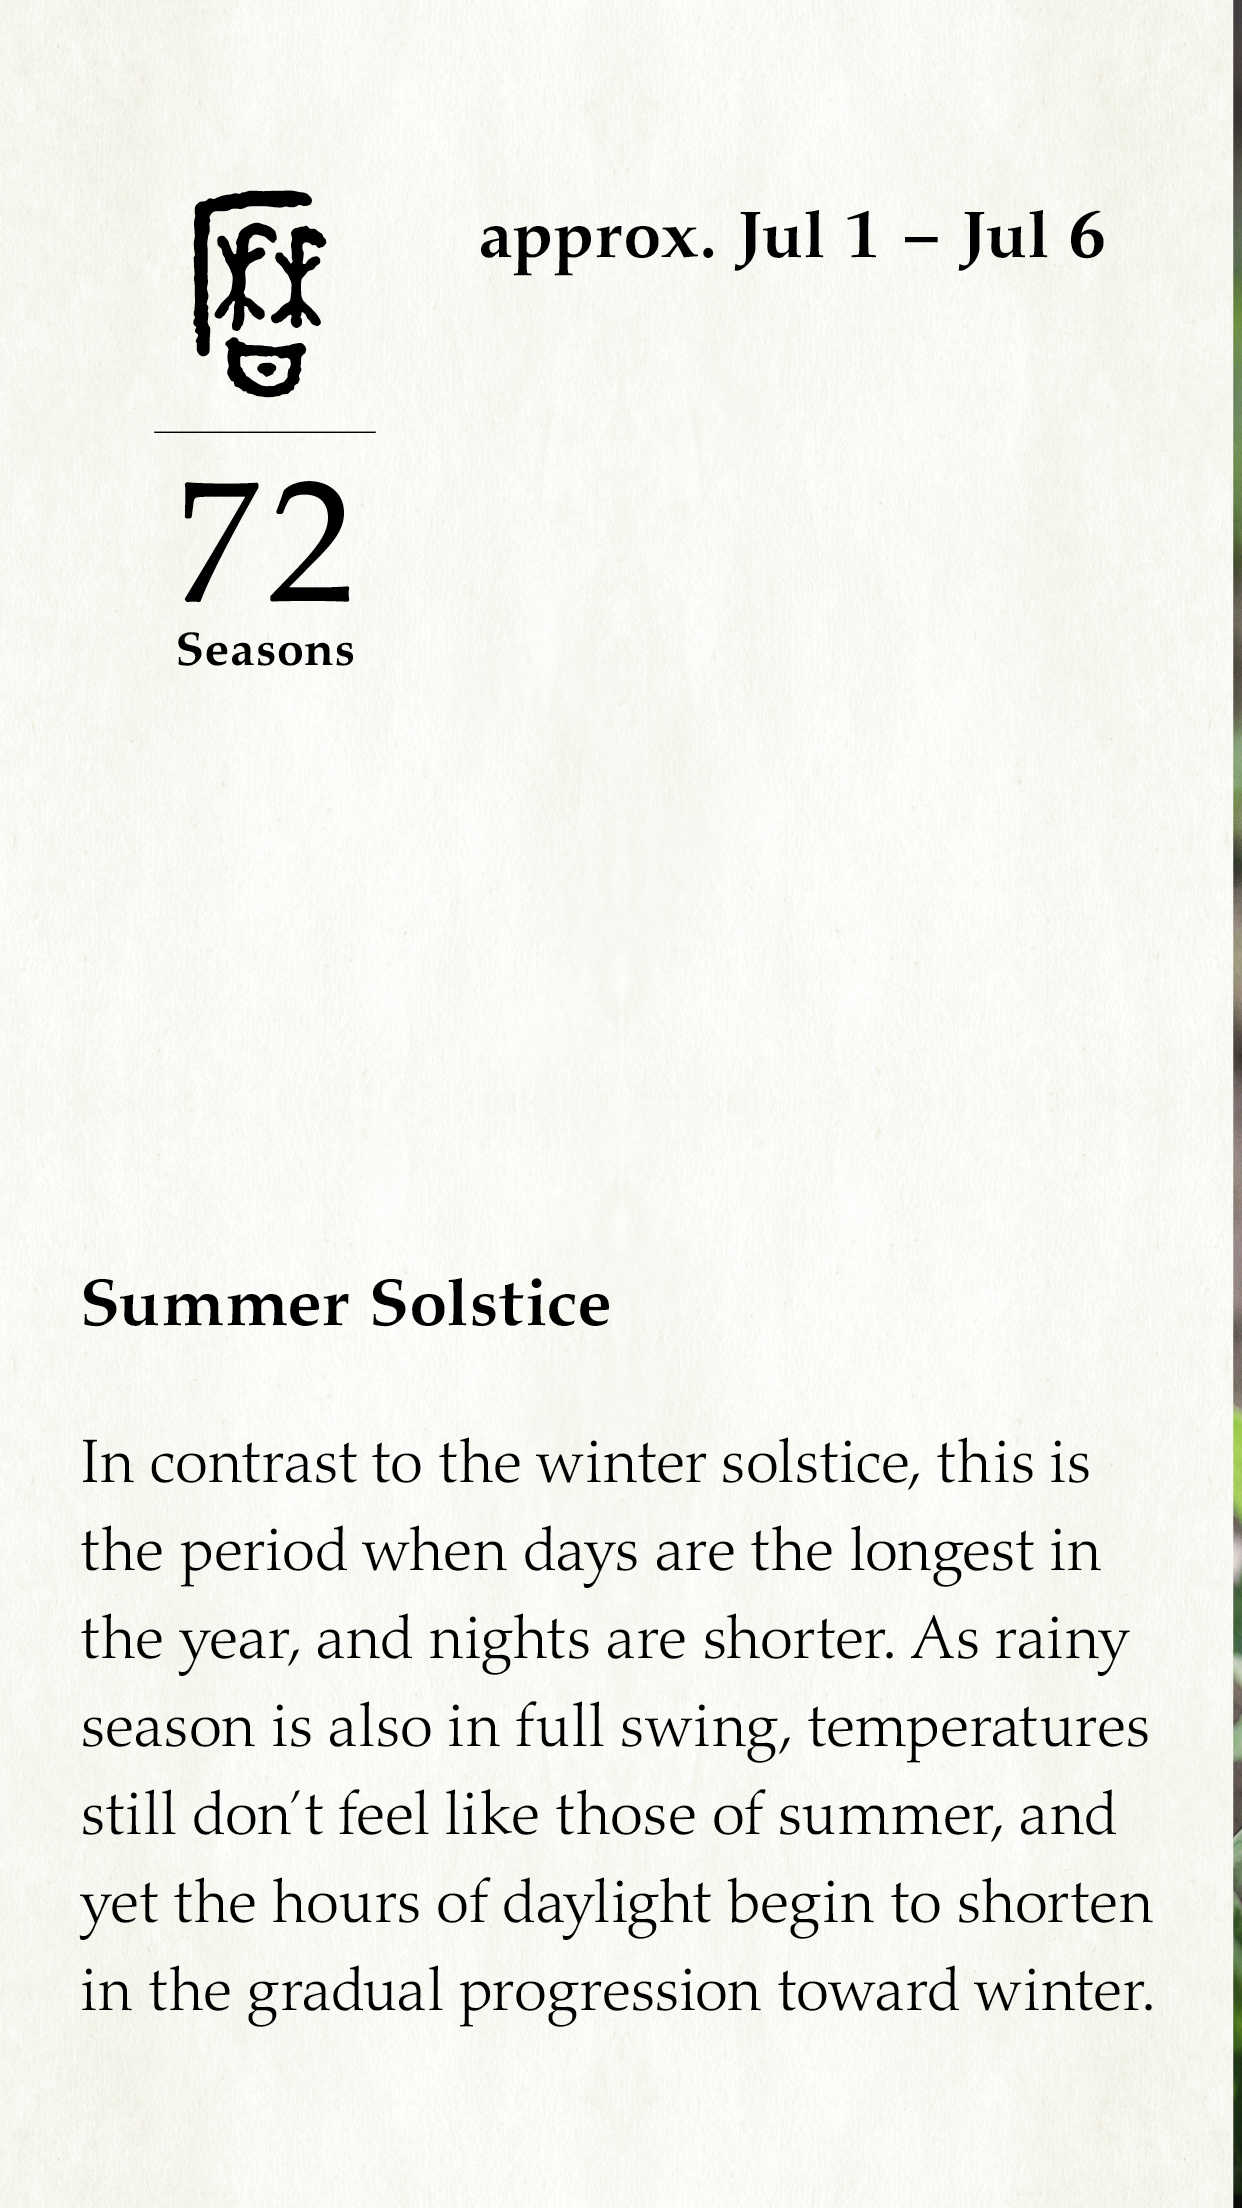 approx. Jul 1 – Jul 6
72
Seasons
Summer Solstice
In contrast to the winter solstice, this is
the period when days are the longest in
the year, and nights are shorter. As rainy
season is also in full swing, temperatures
still don′t feel like those of summer, and
yet the hours of daylight begin to shorten
in the gradual progression toward winter.